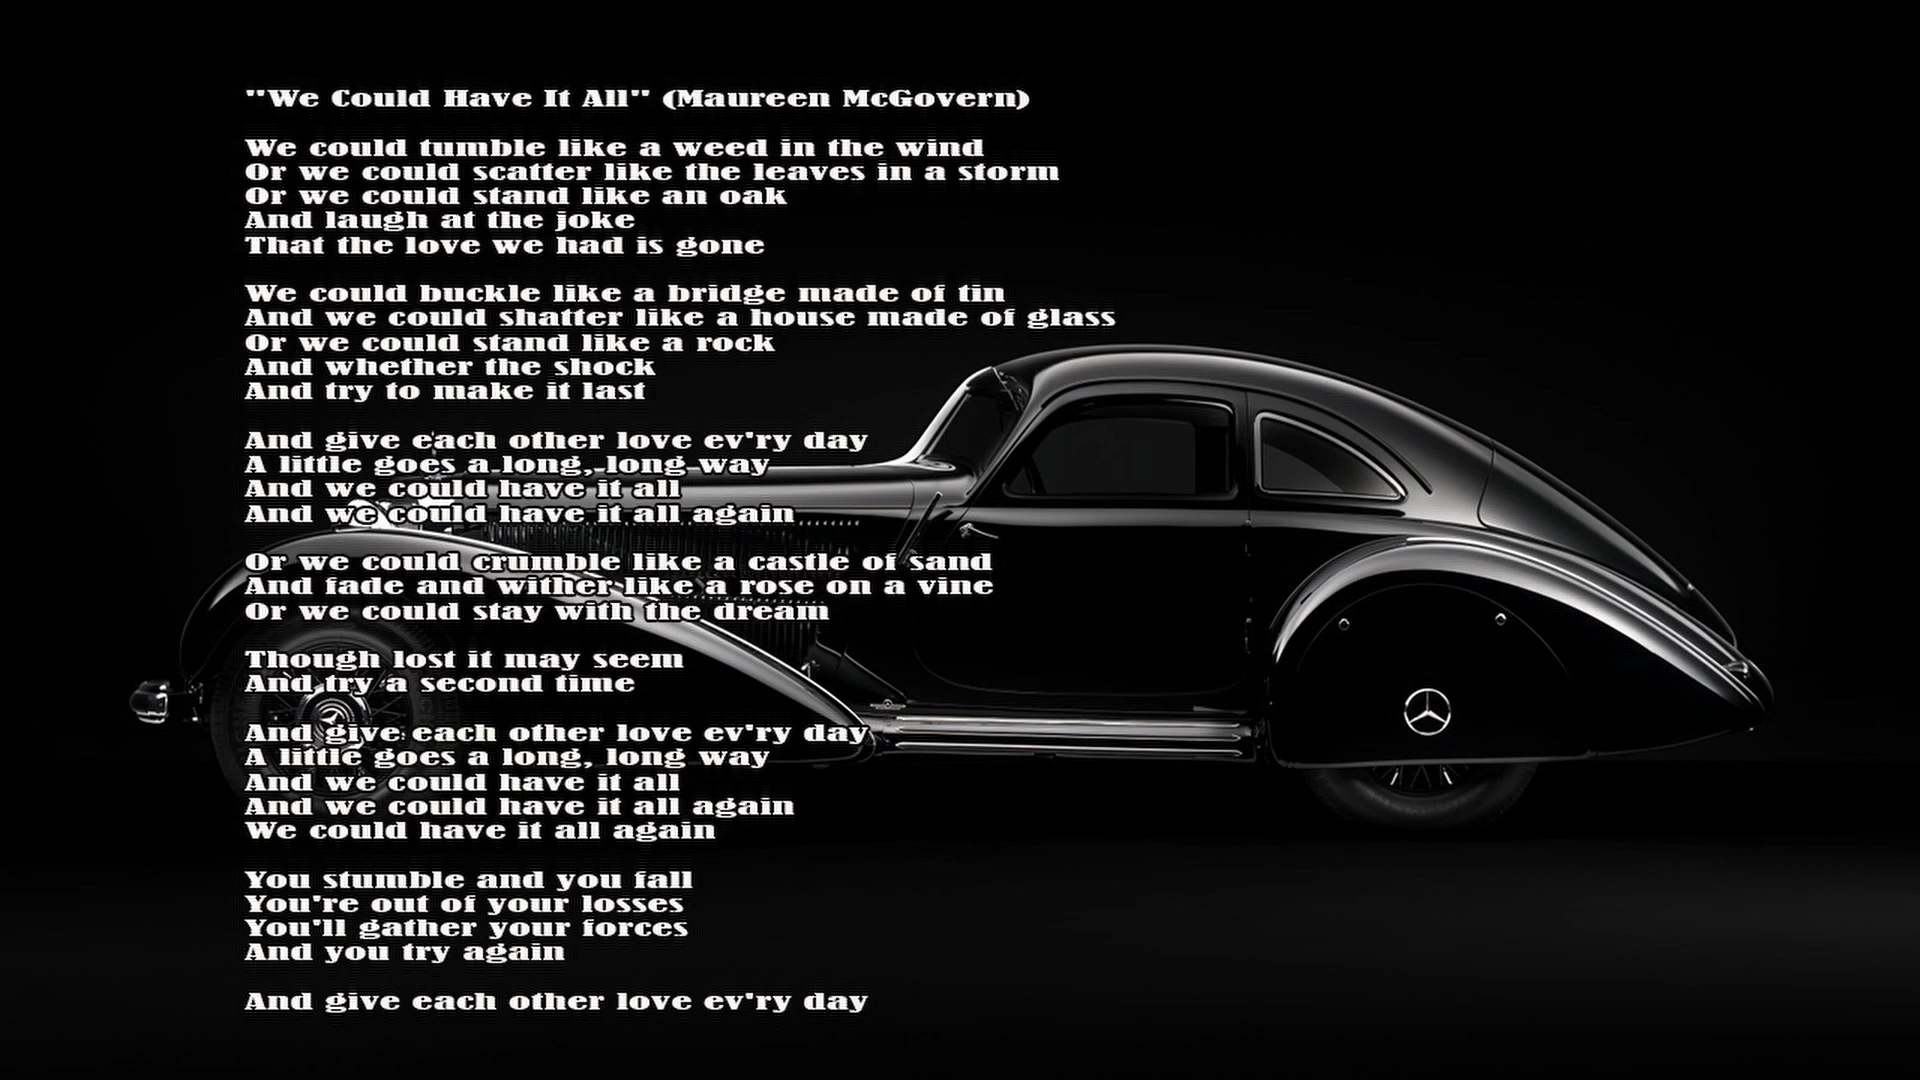 "We Could Have It All" (Maureen McGovern)
We could tumble like a weed in the wind
Or we could scatter like the leaves in a storm
Or we could stand like an oak
And laugh at the joke
That the love we had is gone
We could buckle like a bridge made of tin
And we could shatter like a house made of glass
Or we could stand like a rock
And whether the shock
And try to make it last
And give each other love ev'ry day
A little goes a long, long way
And we could have it all
And we could have it all again
Or we could crumble like a castle of sand
And fade and wither like a rose on a vine
Or we could stay with the dream
Though lost it may seem
And try a second time
And give each other love ev'ry day
A little goes a long, long way
And we could have it all
And we could have it all again
We could have it all again
You stumble and you fall
You're out of your losses
You'll gather your forces
And you try again
And give each other love ev'ry day